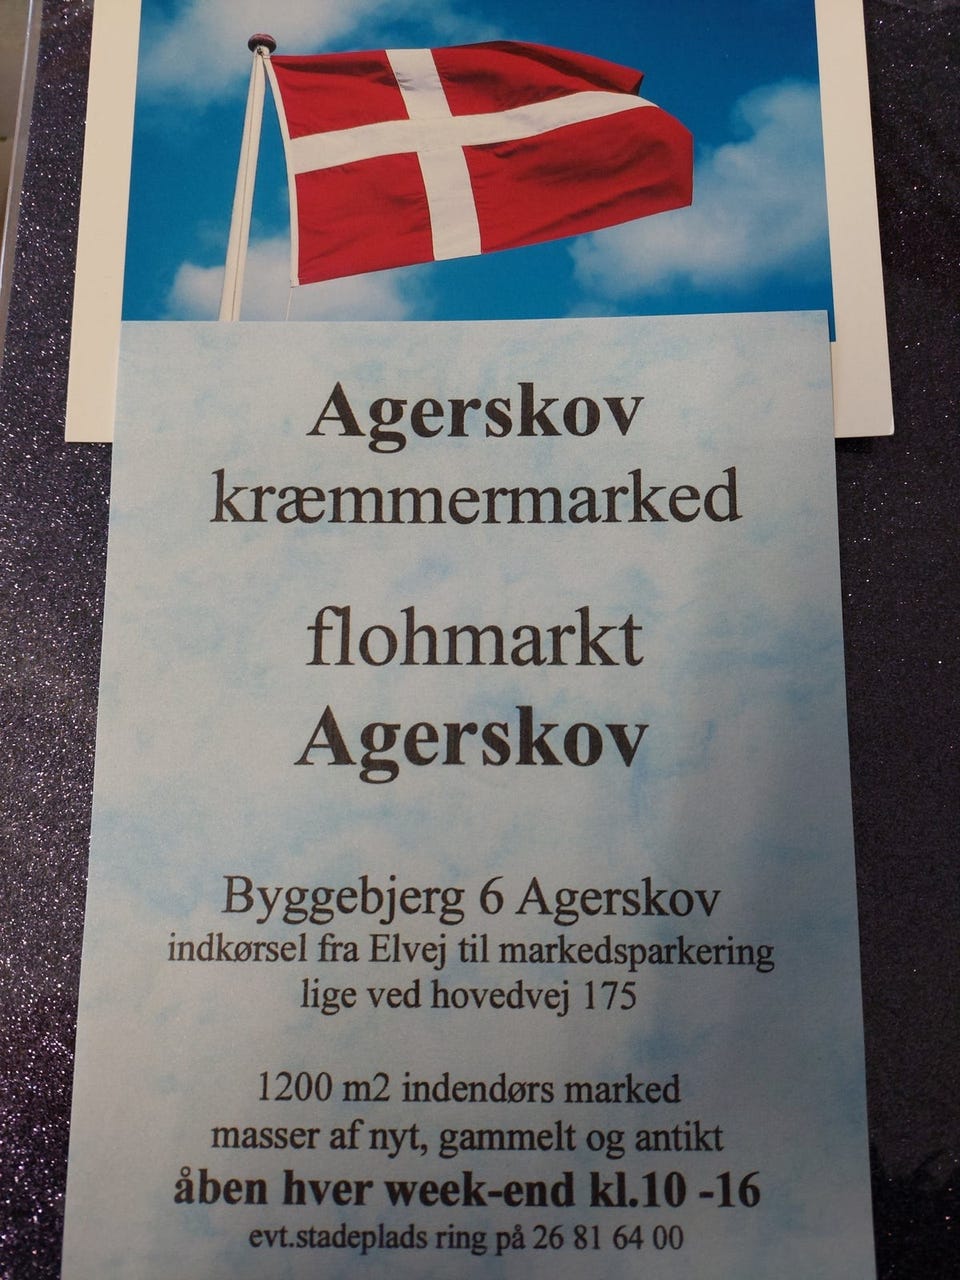 Agerskov
kræmmermarked
flohmarkt
Agerskov
Byggebjerg 6 Agerskov
indkørsel fra Elvej til markedsparkering
lige ved hovedvej 175
1200 m2 indendørs marked
masser af nyt, gammelt og antikt
åben hver week-end kl.10 -16
evt.stadeplads ring på 26 81 64 00